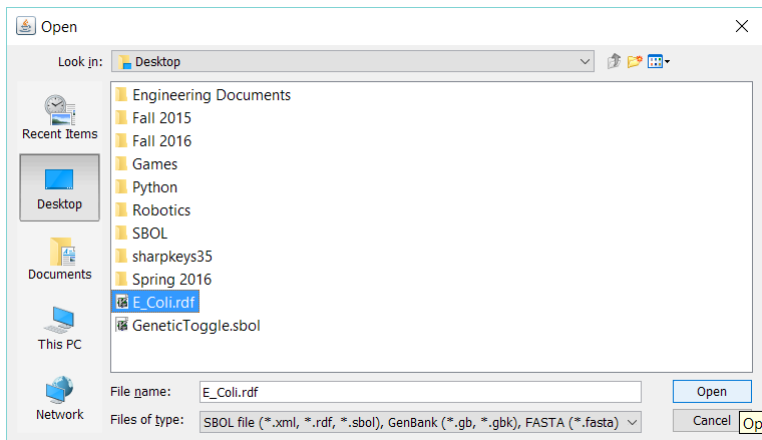 Open
Look in: Desktop
Recent Items
Desktop
Documents
This PC
Network
Engineering Documents
Fall 2015
Fall 2016
Games
Python
Robotics
SBOL
sharpkeys35
Spring 2016
E_Coli.rdf
GeneticToggle.sbol
File name: E_Coli.rdf Open
Files of type: SBOL file (*.xml, *.rdf, *.sbol), GenBank (*.gb, *.gbk), FASTA (*.fasta) Cancel Op